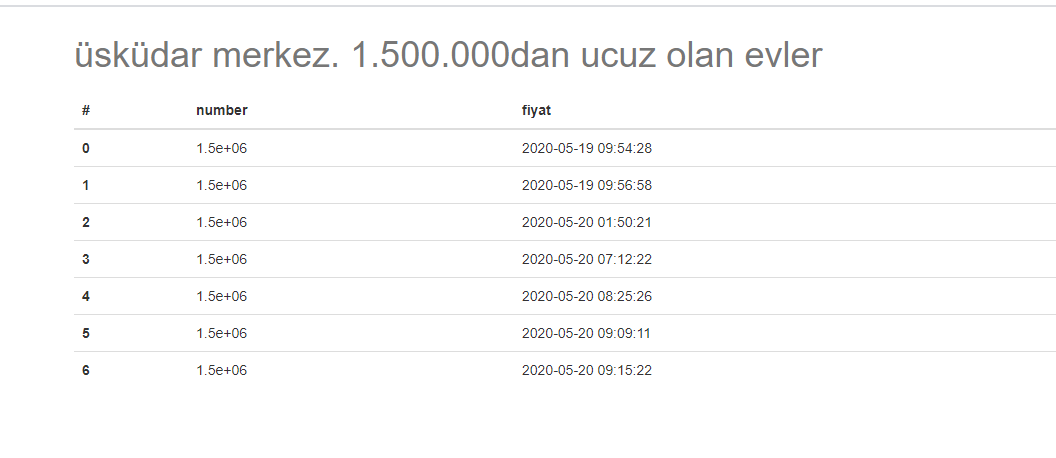 üsküdar merkez. 1.500.000dan ucuz olan evler
# number fiyat
0 1.5e+06 2020-05-19 09:54:28
1 1.5e+06 2020-05-19 09:56:58
2 1.5e+06 2020-05-20 01:50:21
3 1.5e+06 2020-05-20 07:12:22
4 1.5e+06 2020-05-20 08:25:26
5 1.5e+06 2020-05-20 09:09:11
6 1.5e+06 2020-05-20 09:15:22